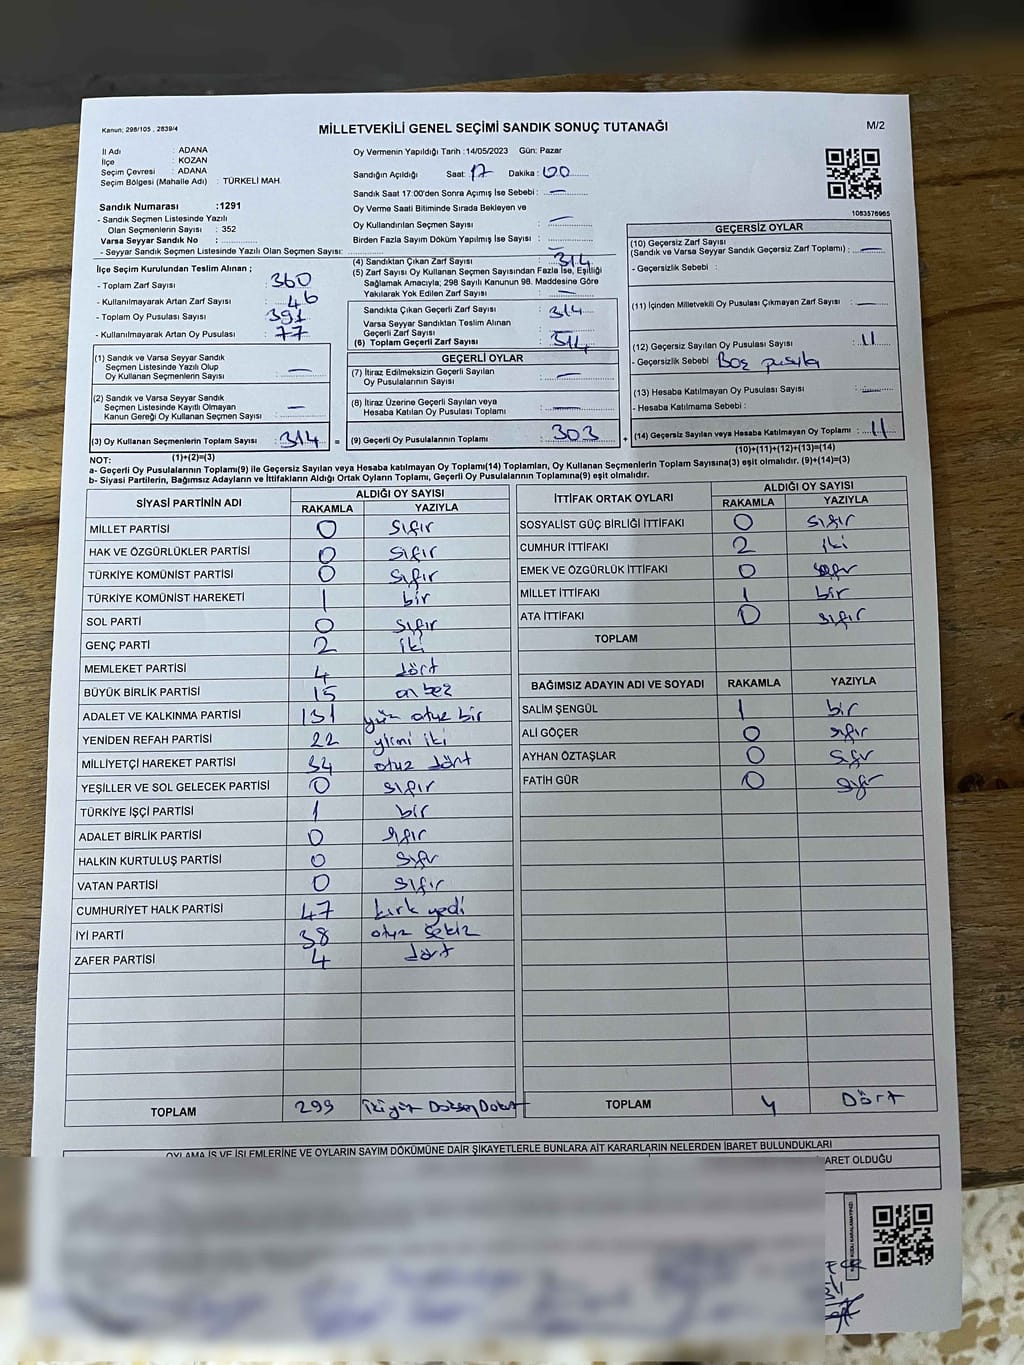 Kanun; 298/105 , 2839/4
MİLLETVEKİLİ GENEL SEÇİMİ SANDIK SONUÇ TUTANAĞI
M/2
İl Adı : ADANA
İlçe : KOZAN
Seçim Çevresi : ADANA
Seçim Bölgesi (Mahalle Adı) : TÜRKELİ MAH.
Sandık Numarası :1291
- Sandık Seçmen Listesinde Yazılı
Olan Seçmenlerin Sayısı : 352
Varsa Seyyar Sandık No :
- Seyyar Seçmen Listesinde Yazılı Olan Seçmen Sayısı:
Oy Vermenin Yapıldığı Tarih :14/05/2023 Gün: Pazar
Sandığın Açıldığı Saat: 17 Dakika : 00
Sandık Saat 17:00'den Sonra Açımış İse Sebebi : —
Oy Verme Saati Bitiminde Sırada Bekleyen ve
Oy Kullandırılan Seçmen Sayısı : —
Birden Fazla Sayım Döküm Yapılmış İse Sayısı : —
1083576965
İlçe Seçim Kurulundan Teslim Alınan ;
- Toplam Zarf Sayısı : 360
- Kullanılmayarak Artan Zarf Sayısı : 46
- Toplam Oy Pusulası Sayısı : 391
- Kullanılmayarak Artan Oy Pusulası : 77
(1) Sandık ve Varsa Seyyar Sandık
Seçmen Listesinde Yazılı Olup
Oy Kullanan Seçmenlerin Sayısı : —
(2) Sandık ve Varsa Seyyar Sandık
Seçmen Listesinde Kayıtlı Olmayan
Kanun Gereği Oy Kullanan Seçmen Sayısı : —
(3) Oy Kullanan Seçmenlerin Toplam Sayısı : 314 =
(1)+(2)=(3)
(4) Sandıktan Çıkan Zarf Sayısı : 314
(5) Zarf Sayısı Oy Kullanan Seçmen Sayısından Fazla İse, Eşitliği
Sağlamak Amacıyla; 298 Sayılı Kanunun 98. Maddesine Göre
Yakılarak Yok Edilen Zarf Sayısı : —
Sandıkta Çıkan Geçerli Zarf Sayısı : 314
Varsa Seyyar Sandıktan Teslim Alınan
Geçerli Zarf Sayısı :
(6) Toplam Geçerli Zarf Sayısı : 314
GEÇERLİ OYLAR
(7) İtiraz Edilmeksizin Geçerli Sayılan
Oy Pusulalarının Sayısı : —
(8) İtiraz Üzerine Geçerli Sayılan veya
Hesaba Katılan Oy Pusulası Toplamı : —
(9) Geçerli Oy Pusulalarının Toplamı : 303 +
GEÇERSİZ OYLAR
(10) Geçersiz Zarf Sayısı
(Sandık ve Varsa Seyyar Sandık Geçersiz Zarf Toplamı) : —
- Geçersizlik Sebebi :
(11) İçinden Milletvekili Oy Pusulası Çıkmayan Zarf Sayısı : —
(12) Geçersiz Sayılan Oy Pusulası Sayısı : 11
- Geçersizlik Sebebi : Boş pusula
(13) Hesaba Katılmayan Oy Pusulası Sayısı : —
- Hesaba Katılmama Sebebi :
(14) Geçersiz Sayılan veya Hesaba Katılmayan Oy Toplamı : 11
(10)+(11)+(12)+(13)=(14)
NOT:
a- Geçerli Oy Pusulalarının Toplamı(9) ile Geçersiz Sayılan veya Hesaba katılmayan Oy Toplamı(14) Toplamları, Oy Kullanan Seçmenlerin Toplam Sayısına(3) eşit olmalıdır. (9)+(14)=(3)
b- Siyasi Partilerin, Bağımsız Adayların ve İttifakların Aldığı Ortak Oyların Toplamı, Geçerli Oy Pusulalarının Toplamına(9) eşit olmalıdır.
SİYASİ PARTİNİN ADI ALDIĞI OY SAYISI
RAKAMLA YAZIYLA
MİLLET PARTİSİ 0 sıfır
HAK VE ÖZGÜRLÜKLER PARTİSİ 0 sıfır
TÜRKİYE KOMÜNİST PARTİSİ 0 sıfır
TÜRKİYE KOMÜNİST HAREKETİ 1 bir
SOL PARTİ 0 sıfır
GENÇ PARTİ 2 iki
MEMLEKET PARTİSİ 4 dört
BÜYÜK BİRLİK PARTİSİ 15 on beş
ADALET VE KALKINMA PARTİSİ 131 yüz otuz bir
YENİDEN REFAH PARTİSİ 22 yirmi iki
MİLLİYETÇİ HAREKET PARTİSİ 34 otuz dört
YEŞİLLER VE SOL GELECEK PARTİSİ 0 sıfır
TÜRKİYE İŞÇİ PARTİSİ 1 bir
ADALET BİRLİK PARTİSİ 0 sıfır
HALKIN KURTULUŞ PARTİSİ 0 sıfır
VATAN PARTİSİ 0 sıfır
CUMHURİYET HALK PARTİSİ 47 kırk yedi
İYİ PARTİ 38 otuz sekiz
ZAFER PARTİSİ 4 dört
TOPLAM 299 ikiyüz Doksan Dokuz
İTTİFAK ORTAK OYLARI ALDIĞI OY SAYISI
RAKAMLA YAZIYLA
SOSYALİST GÜÇ BİRLİĞİ İTTİFAKI 0 sıfır
CUMHUR İTTİFAKI 2 iki
EMEK VE ÖZGÜRLÜK İTTİFAKI 0 sıfır
MİLLET İTTİFAKI 1 bir
ATA İTTİFAKI 0 sıfır
TOPLAM
BAĞIMSIZ ADAYIN ADI VE SOYADI RAKAMLA YAZIYLA
SALİM ŞENGÜL 1 bir
ALİ GÖÇER 0 sıfır
AYHAN ÖZTAŞLAR 0 sıfır
FATİH GÜR 0 sıfır
TOPLAM 4 Dört
OYLAMA İŞ VE İŞLEMLERİNE VE OYLARIN SAYIM DÖKÜMÜNE DAİR ŞİKAYETLERLE BUNLARA AİT KARARLARIN NELERDEN İBARET BULUNDUKLARI
ARET OLDUĞU